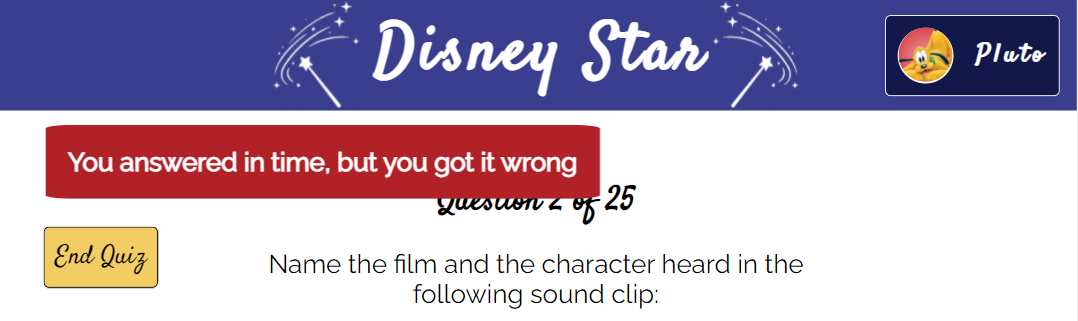 Disney Star
Pluto
You answered in time, but you got it wrong
Question 2 of 25
End Quiz
Name the film and the character heard in the
following sound clip: